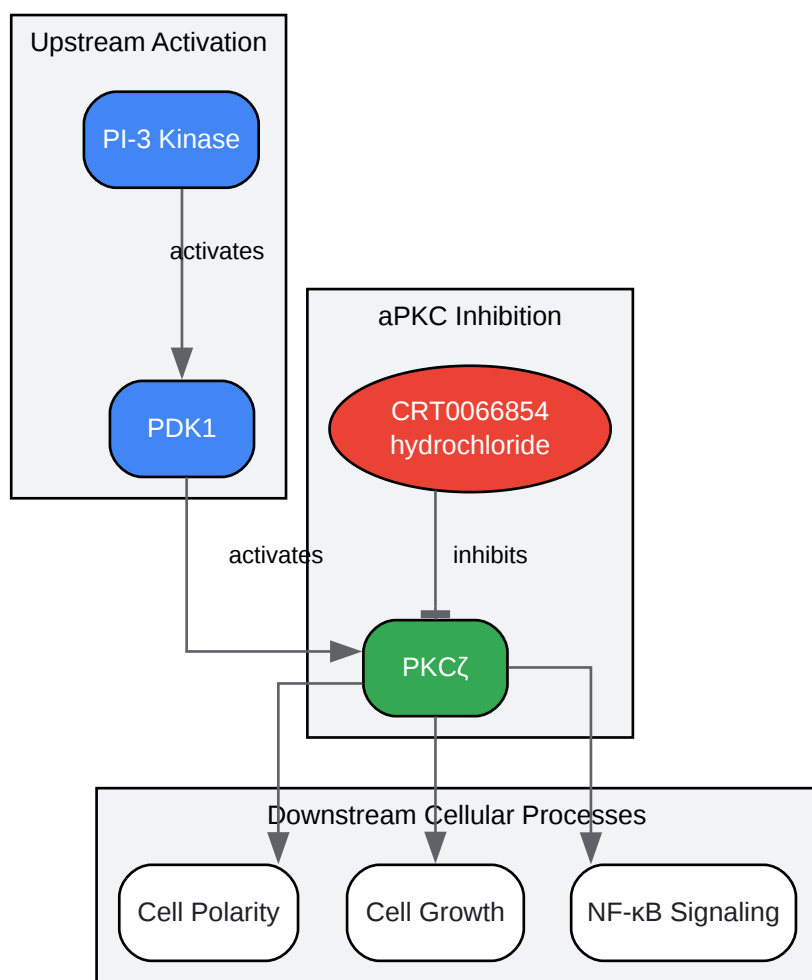 Upstream Activation
PI-3 Kinase
activates
PDK1
aPKC Inhibition
CRT0066854
hydrochloride
activates
inhibits
PKCζ
Downstream Cellular Processes
Cell Polarity
Cell Growth
NF-κB Signaling